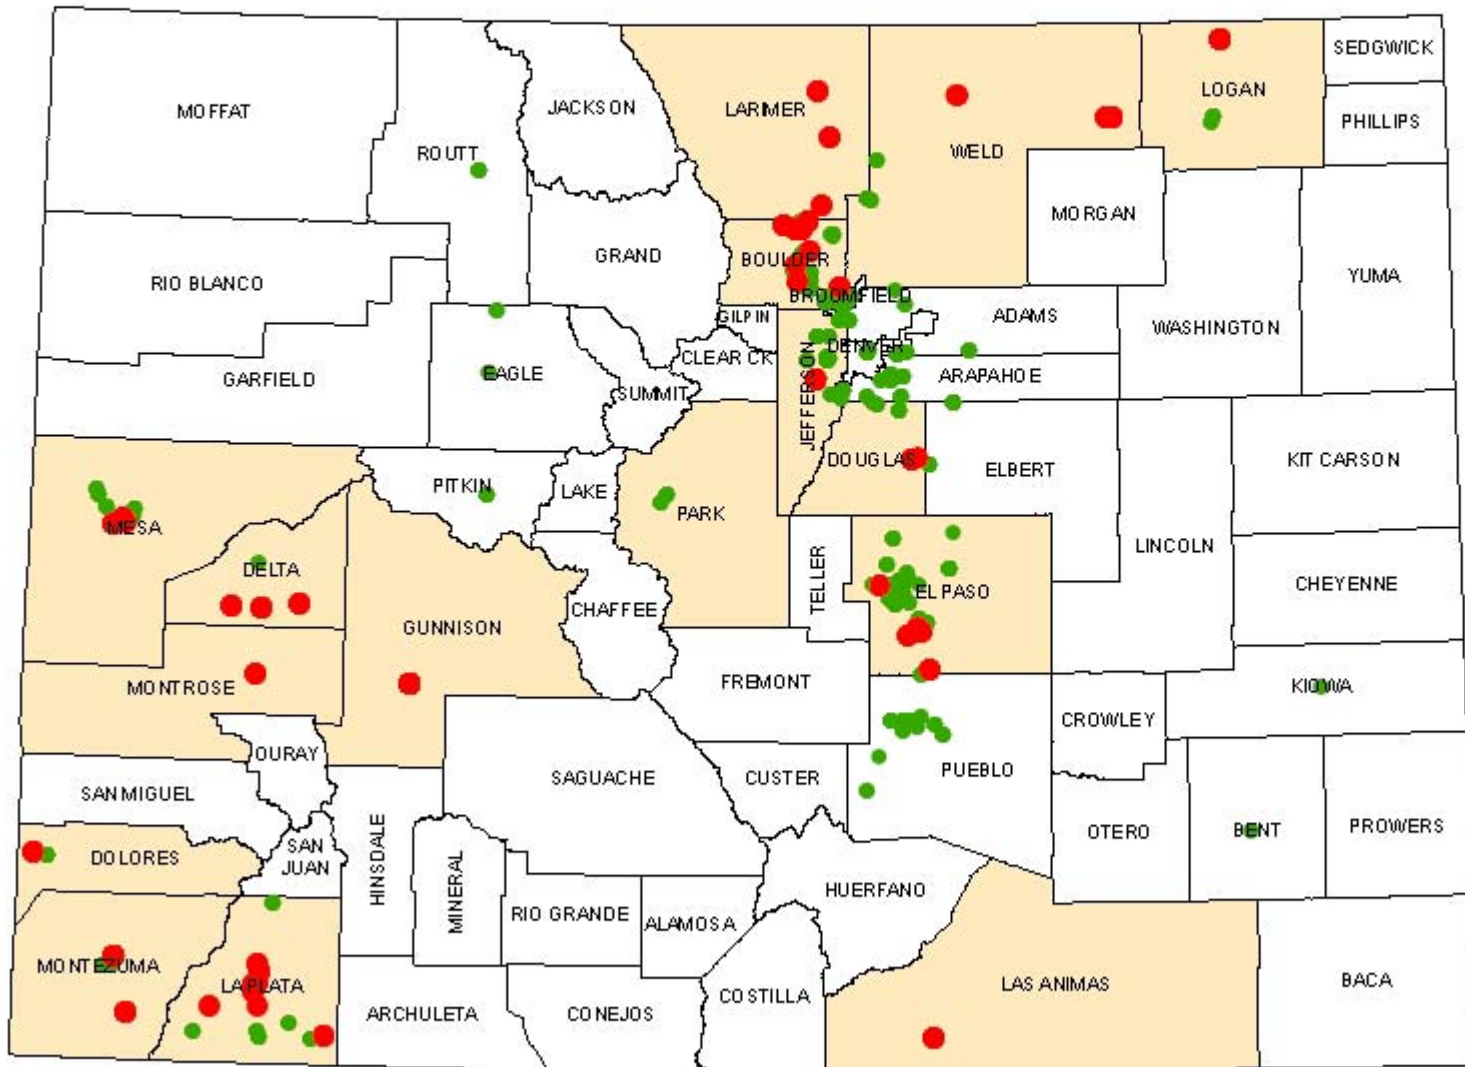 SEDGWICK
LOGAN
JACKSON
LARIMER
MOFFAT
PHILLIPS
ROUTT
WELD
MORGAN
GRAND
BOULDER
YUMA
RIO BLANCO
BROOMFIELD
GILPIN
ADAMS
WASHINGTON
DENVER
CLEAR CK
EAGLE
GARFIELD
ARAPAHOE
SUMMIT
JEFFERSON
DOUGLAS
KIT CARSON
ELBERT
PITKIN
LAKE
PARK
MESA
LINCOLN
DELTA
CHEYENNE
TELLER
EL PASO
CHAFFEE
GUNNISON
FREMONT
MONTROSE
KIOWA
CROWLEY
OURAY
PUEBLO
SAGUACHE
CUSTER
SAN MIGUEL
PROWERS
OTERO
BENT
SAN
JUAN
DOLORES
HINSDALE
MINERAL
HUERFANO
RIO GRANDE
ALAMOSA
MONTEZUMA
LA PLATA
BACA
LAS ANIMAS
COSTILLA
ARCHULETA
CONEJOS